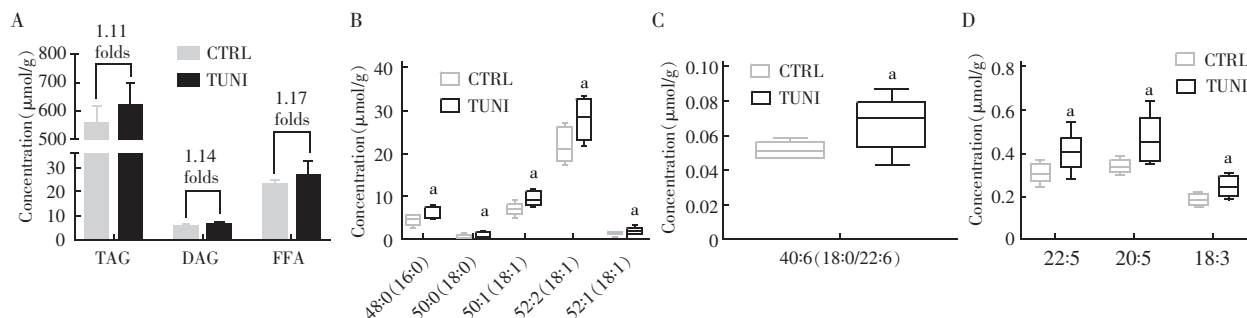 A
1.11
folds
CTRL
TUNI
1.17
folds
1.14
folds
Concentration(μmol/g)
800
700
600
500
30
20
10
0
TAG DAG FFA
B
CTRL
TUNI
Concentration(μmol/g)
40
30
20
10
0
a a a a a
48:0(16:0) 50:0(18:0) 50:1(18:1) 52:2(18:1) 52:1(18:1)
C
CTRL
TUNI
a
Concentration(μmol/g)
0.10
0.08
0.06
0.04
0.02
0
40:6(18:0/22:6)
D
CTRL
TUNI
a a a
Concentration(μmol/g)
0.8
0.6
0.4
0.2
0
22:5 20:5 18:3